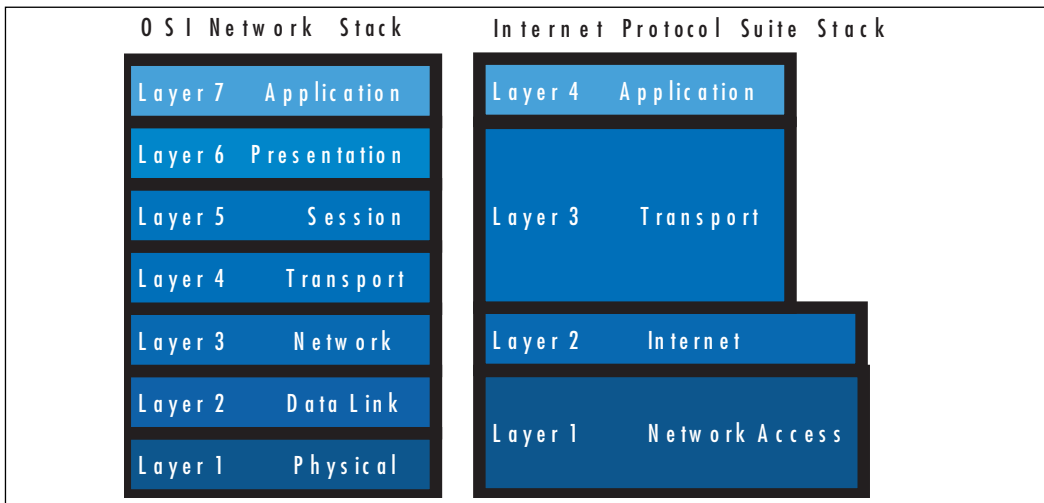 OSI Network Stack
Layer 7 Application
Layer 6 Presentation
Layer 5 Session
Layer 4 Transport
Layer 3 Network
Layer 2 Data Link
Layer 1 Physical
Internet Protocol Suite Stack
Layer 4 Application
Layer 3 Transport
Layer 2 Internet
Layer 1 Network Access